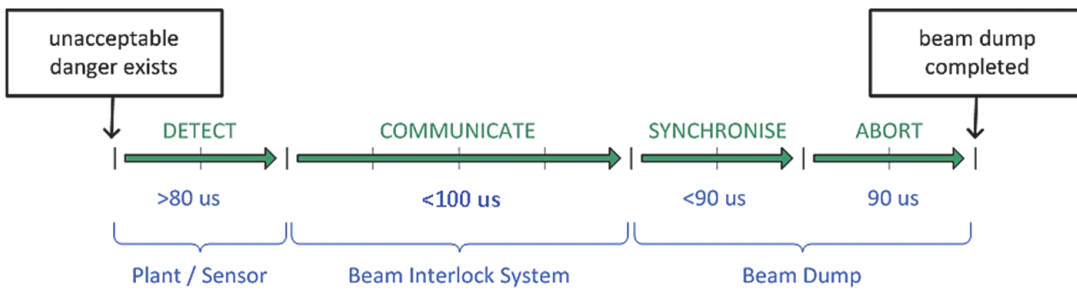 unacceptable
danger exists
beam dump
completed
DETECT
COMMUNICATE
SYNCHRONISE
ABORT
>80 us
<100 us
<90 us
90 us
Plant / Sensor
Beam Interlock System
Beam Dump